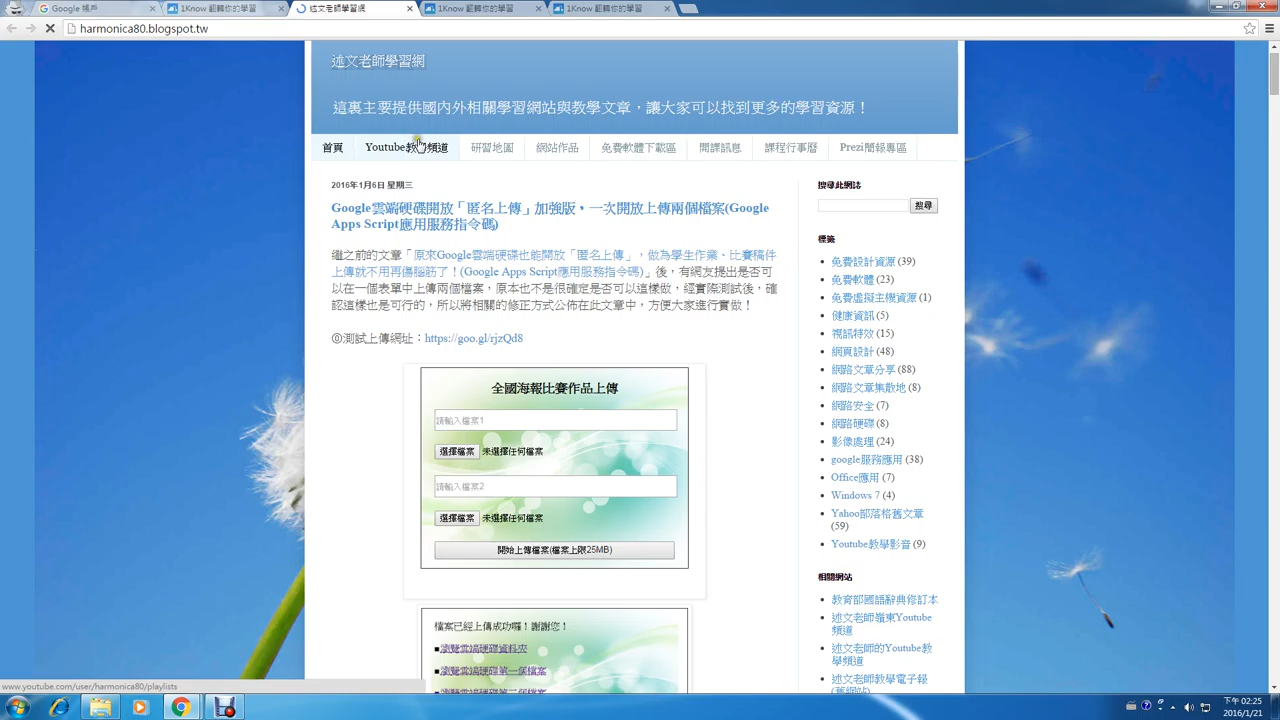 Google 帳戶
1Know 翻轉你的學習
述文老師學習網
1Know 翻轉你的學習
1Know 翻轉你的學習
harmonica80.blogspot.tw
述文老師學習網
這裏主要提供國內外相關學習網站與教學文章，讓大家可以找到更多的學習資源！
首頁
Youtube教學頻道
研習地圖
網站作品
免費軟體下載區
開課訊息
課程行事曆
Prezi簡報專區
2016年1月6日 星期三
Google雲端硬碟開放「匿名上傳」加強版，一次開放上傳兩個檔案(Google
Apps Script應用服務指令碼)
繼之前的文章「原來Google雲端硬碟也能開放「匿名上傳」，做為學生作業、比賽稿件
上傳就不用再傷腦筋了！(Google Apps Script應用服務指令碼)」後，有網友提出是否可
以在一個表單中上傳兩個檔案，原本也不是很確定是否可以這樣做，經實際測試後，確
認這樣也是可行的，所以將相關的修正方式公佈在此文章中，方便大家進行實做！
◎測試上傳網址：https://goo.gl/rjzQd8
全國海報比賽作品上傳
請輸入檔案1
選擇檔案 未選擇任何檔案
請輸入檔案2
選擇檔案 未選擇任何檔案
開始上傳檔案(檔案上限25MB)
檔案已經上傳成功囉！謝謝您！
■瀏覽雲端硬碟資料夾
■瀏覽雲端硬碟第一個檔案
■瀏覽雲端硬碟第二個檔案
搜尋此網誌
搜尋
標籤
免費設計資源 (39)
免費軟體 (23)
免費虛擬主機資源 (1)
健康資訊 (5)
視訊特效 (15)
網頁設計 (48)
網路文章分享 (88)
網路文章集散地 (8)
網路安全 (7)
網路硬碟 (8)
影像處理 (24)
google服務應用 (38)
Office應用 (7)
Windows 7 (4)
Yahoo部落格舊文章
(59)
Youtube教學影音 (9)
相關網站
教育部國語辭典修訂本
述文老師嶺東Youtube
頻道
述文老師的Youtube教
學頻道
述文老師教學電子報
(舊網站)
www.youtube.com/user/harmonica80/playlists
下午 02:25
2016/1/21